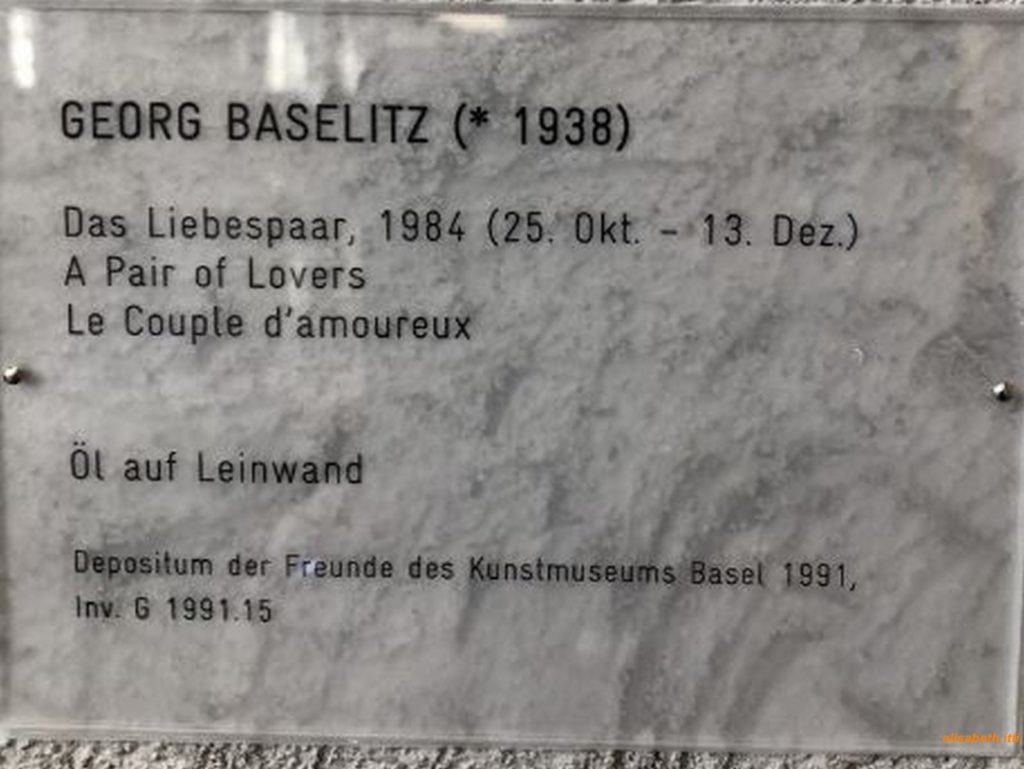 GEORG BASELITZ (* 1938)
Das Liebespaar, 1984 (25. Okt. – 13. Dez.)
A Pair of Lovers
Le Couple d'amoureux
Öl auf Leinwand
Depositum der Freunde des Kunstmuseums Basel 1991,
Inv. G 1991.15
elisabeth